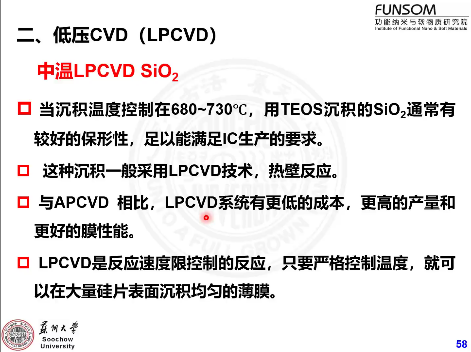 FUNSOM
功能纳米与软物质研究院
Institute of Functional Nano & Soft Materials
二、低压CVD（LPCVD）
中温LPCVD SiO₂
当沉积温度控制在680~730℃，用TEOS沉积的SiO₂通常有
较好的保形性，足以能满足IC生产的要求。
这种沉积一般采用LPCVD技术，热壁反应。
与APCVD 相比，LPCVD系统有更低的成本，更高的产量和
更好的膜性能。
LPCVD是反应速度限控制的反应，只要严格控制温度，就可
以在大量硅片表面沉积均匀的薄膜。
苏州大学
Soochow
University
58